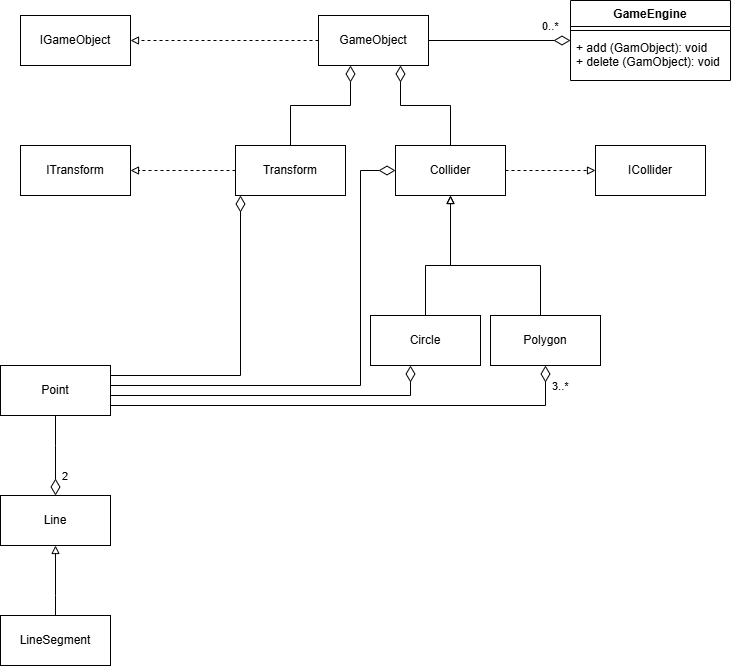 GameEngine
0..*
IGameObject
GameObject
+ add (GamObject): void
+ delete (GamObject): void
ITransform
Transform
Collider
ICollider
Circle
Polygon
Point
3..*
2
Line
LineSegment